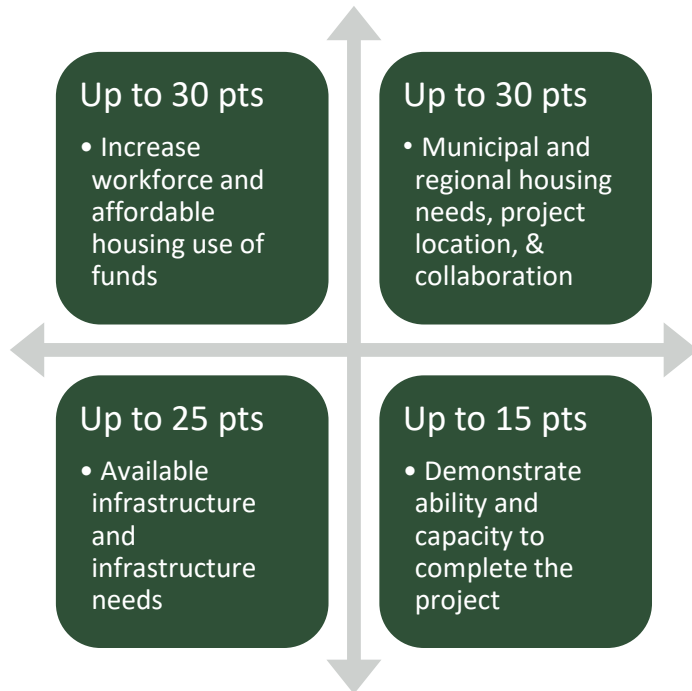 Up to 30 pts
• Increase
workforce and
affordable
housing use of
funds
Up to 30 pts
• Municipal and
regional housing
needs, project
location, &
collaboration
Up to 25 pts
• Available
infrastructure
and
infrastructure
needs
Up to 15 pts
• Demonstrate
ability and
capacity to
complete the
project